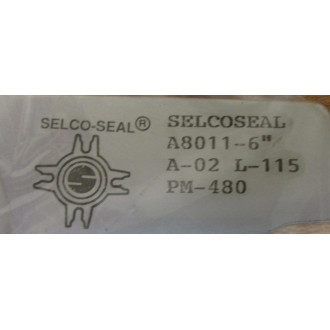 SELCO-SEAL®
S
SELCOSEAL
A8011-6"
A-02 L-115
PM-480